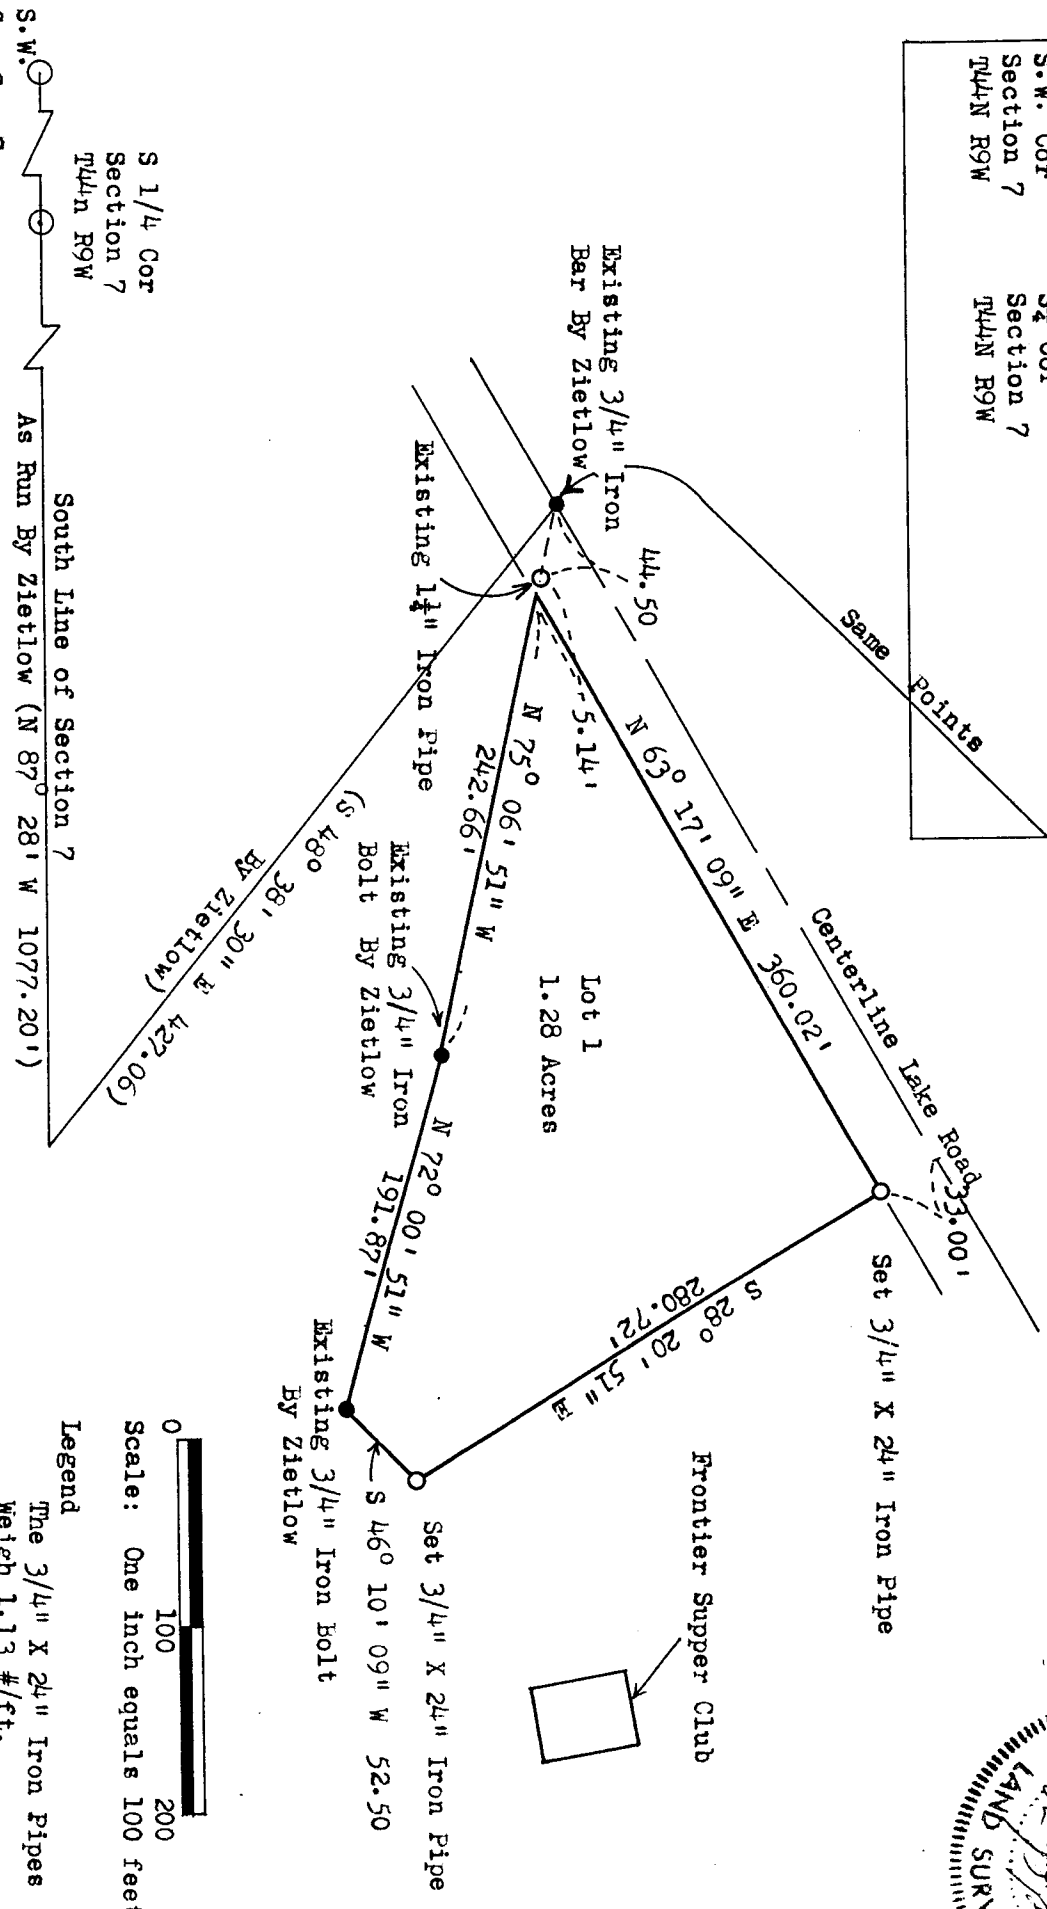 S.W. Cor
Section 7
T44N R9W
Section 7
T44N R9W
Same Points
Existing 3/4" Iron
Bar By Zietlow
44.50
Existing 1¼" Iron Pipe
5.14'
N 63° 17' 09" E 360.02'
Centerline Lake Road
33.00'
Set 3/4" X 24" Iron Pipe
N 75° 06' 51" W
242.66'
Lot 1
1.28 Acres
Existing 3/4" Iron
Bolt By Zietlow
N 72° 00' 51" W
191.87'
S 28° 20' 51" E
280.72'
Frontier Supper Club
Set 3/4" X 24" Iron Pipe
S 46° 10' 09" W 52.50
Existing 3/4" Iron Bolt
By Zietlow
(S 48° 38' 30" E 427.06)
By Zietlow)
S 1/4 Cor
Section 7
T44n R9W
S.W.
South Line of Section 7
As Run By Zietlow (N 87° 28' W 1077.20')
0 100 200
Scale: One inch equals 100 feet
Legend
The 3/4" X 24" Iron Pipes
Weigh 1.13 #/ft.
LAND SURV